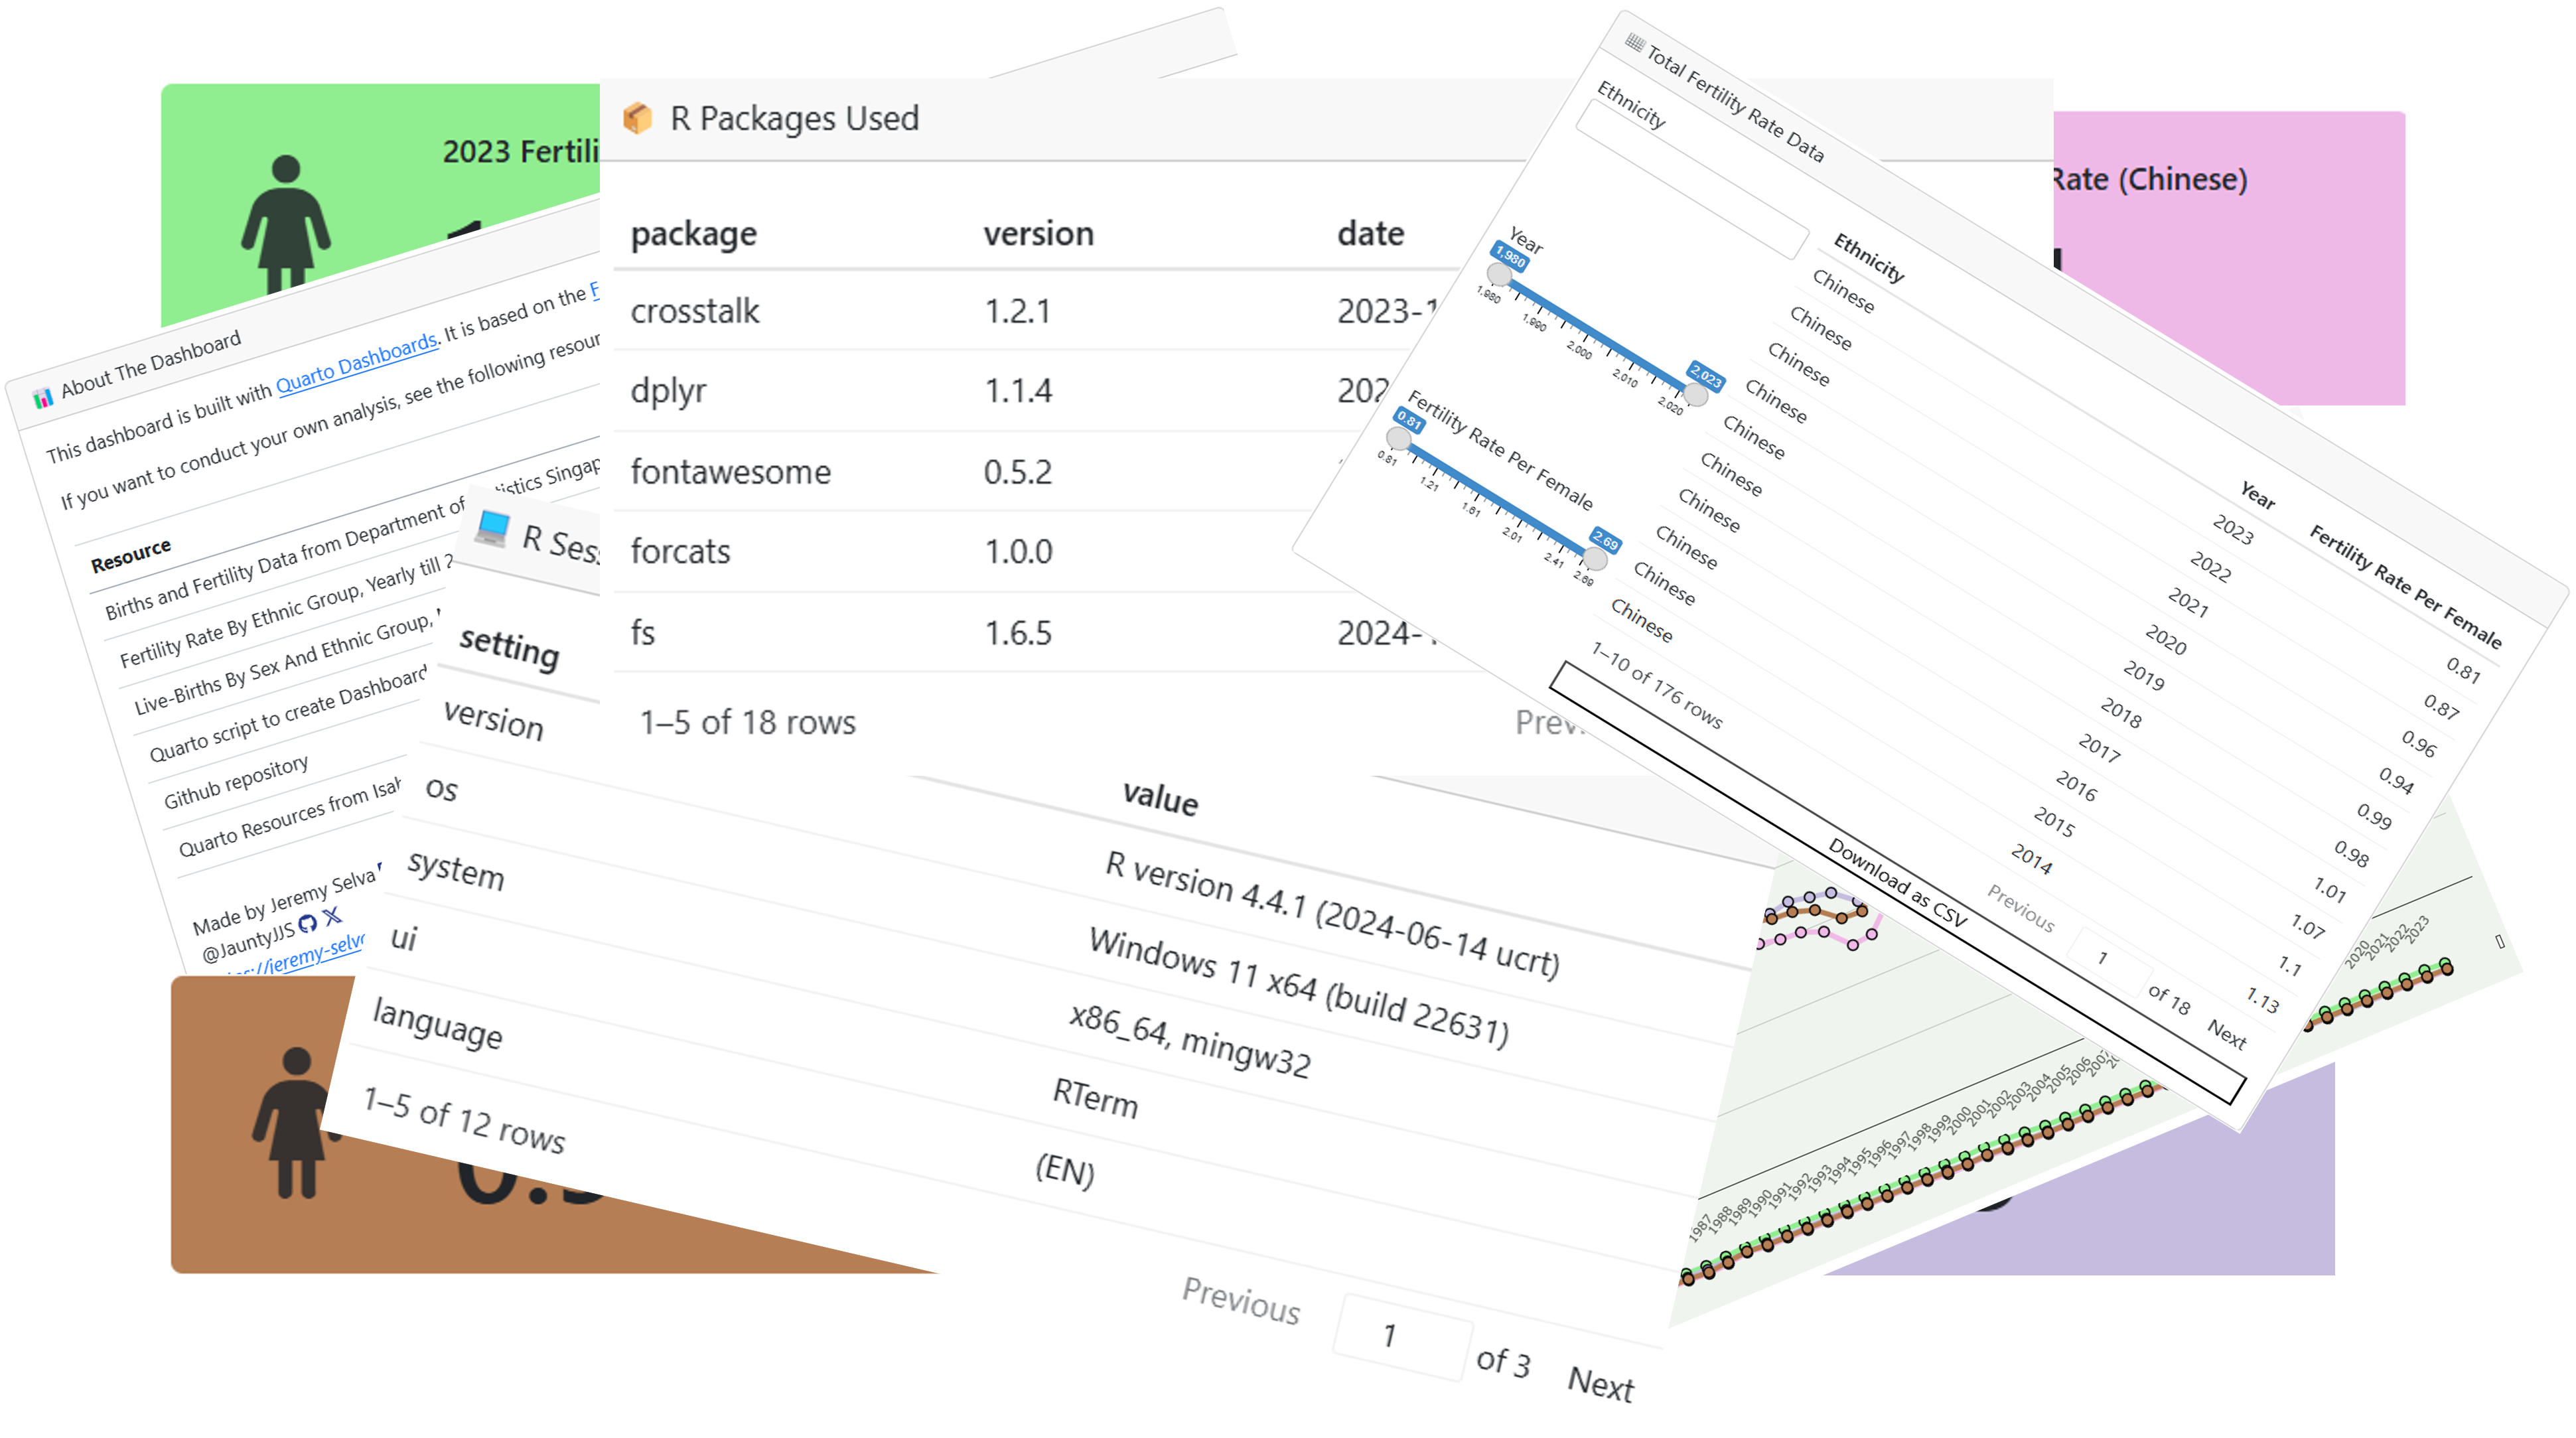 2023 Fertili
Rate (Chinese)
About The Dashboard
This dashboard is built with Quarto Dashboards. It is based on the F
If you want to conduct your own analysis, see the following resour
Resource
Births and Fertility Data from Department of Statistics Singap
Fertility Rate By Ethnic Group, Yearly till 2
Live-Births By Sex And Ethnic Group,
Quarto script to create Dashboard
Github repository
Quarto Resources from Isab
Made by Jeremy Selva
@JauntyJJS
R Packages Used
package version date
crosstalk 1.2.1 2023-1
dplyr 1.1.4 202
fontawesome 0.5.2
forcats 1.0.0
fs 1.6.5 2024-
1–5 of 18 rows Prev
R Sess
setting value
version R version 4.4.1 (2024-06-14 ucrt)
os Windows 11 x64 (build 22631)
system x86_64, mingw32
ui RTerm
language (EN)
1–5 of 12 rows Previous 1 of 3 Next
Total Fertility Rate Data
Ethnicity
Year
1,980 2,023
1,980 1,990 2,000 2,010 2,020
Fertility Rate Per Female
0.81 2.69
0.81 1.21 1.61 2.01 2.41 2.69
Ethnicity Year Fertility Rate Per Female
Chinese 2023 0.81
Chinese 2022 0.87
Chinese 2021 0.96
Chinese 2020 0.94
Chinese 2019 0.99
Chinese 2018 0.98
Chinese 2017 1.01
Chinese 2016 1.07
Chinese 2015 1.1
Chinese 2014 1.13
1–10 of 176 rows Previous 1 of 18 Next
Download as CSV
1987 1988 1989 1990 1991 1992 1993 1994 1995 1996 1997 1998 1999 2000 2001 2002 2003 2004 2005 2006 2007 2020 2021 2022 2023